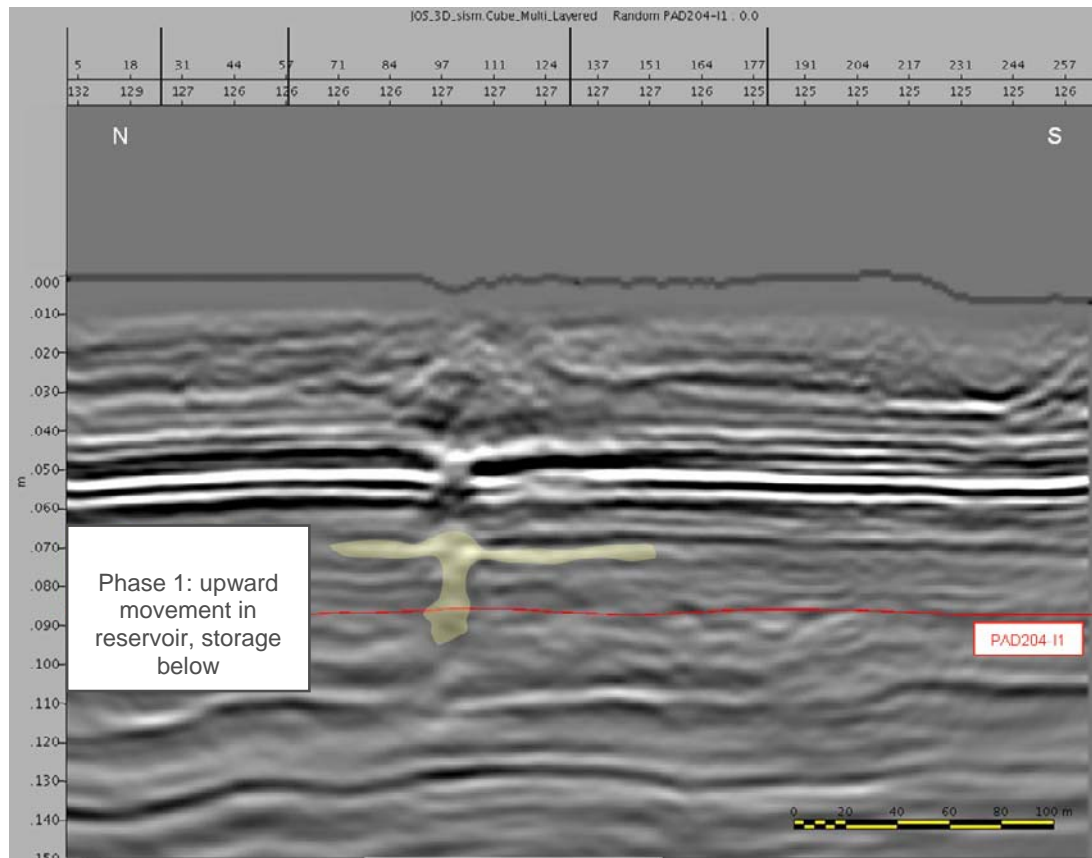 J05_3D_sism.Cube_Multi_Layered Random PAD204-I1 : 0.0
5 18 31 44 57 71 84 97 111 124 137 151 164 177 191 204 217 231 244 257
132 129 127 126 126 126 126 127 127 127 127 127 126 125 125 125 125 125 125 126
N S
.000
.010
.020
.030
.040
.050
m
.060
.070
.080
.090
.100
.110
.120
.130
.140
.150
Phase 1: upward
movement in
reservoir, storage
below
PAD204-I1
0 20 40 60 80 100 m